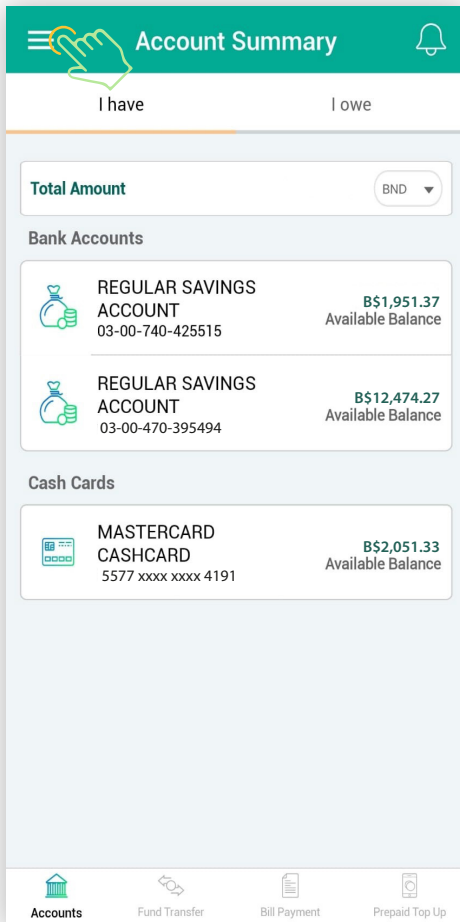 Account Summary
I have
I owe
Total Amount
BND
Bank Accounts
REGULAR SAVINGS
ACCOUNT
03-00-740-425515
B$1,951.37
Available Balance
REGULAR SAVINGS
ACCOUNT
03-00-470-395494
B$12,474.27
Available Balance
Cash Cards
MASTERCARD
CASHCARD
5577 xxxx xxxx 4191
B$2,051.33
Available Balance
Accounts
Fund Transfer
Bill Payment
Prepaid Top Up